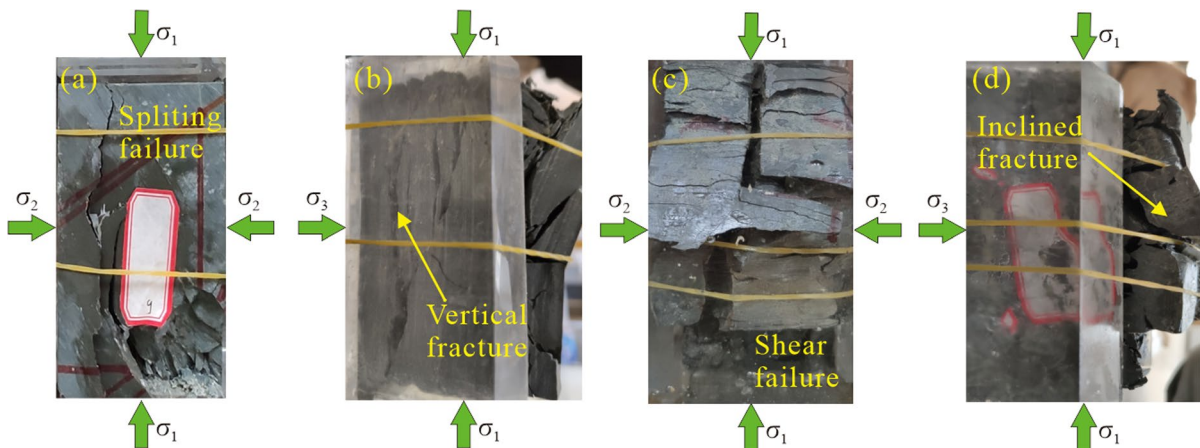 σ1
σ1
σ1
σ1
(a)
(b)
(c)
(d)
Spliting
failure
Inclined
fracture
σ2
σ2
σ3
σ2
σ2
σ3
9
Vertical
fracture
Shear
failure
σ1
σ1
σ1
σ1